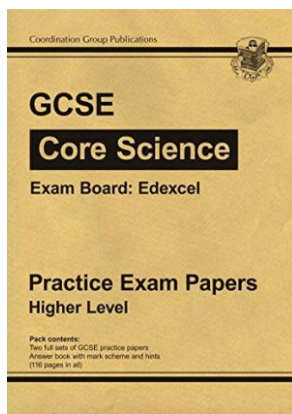 Coordination Group Publications
GCSE
Core Science
Exam Board: Edexcel
Practice Exam Papers
Higher Level
Pack contents:
Two full sets of GCSE practice papers
Answer book with mark scheme and hints
(116 pages in all)